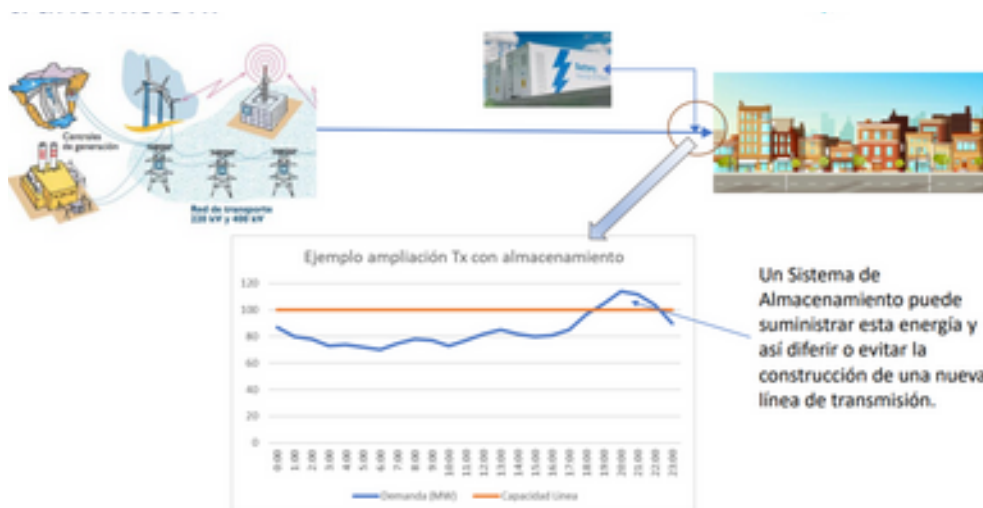 Centrales
de generación
Red de transporte
220 kV y 400 kV
Battery
Ejemplo ampliación Tx con almacenamiento
120
100
80
60
40
20
0
0:00
1:00
2:00
3:00
4:00
5:00
6:00
7:00
8:00
9:00
10:00
11:00
12:00
13:00
14:00
15:00
16:00
17:00
18:00
19:00
20:00
21:00
22:00
23:00
Demanda (MW)
Capacidad Linea
Un Sistema de
Almacenamiento puede
suministrar esta energía y
así diferir o evitar la
construcción de una nueva
línea de transmisión.